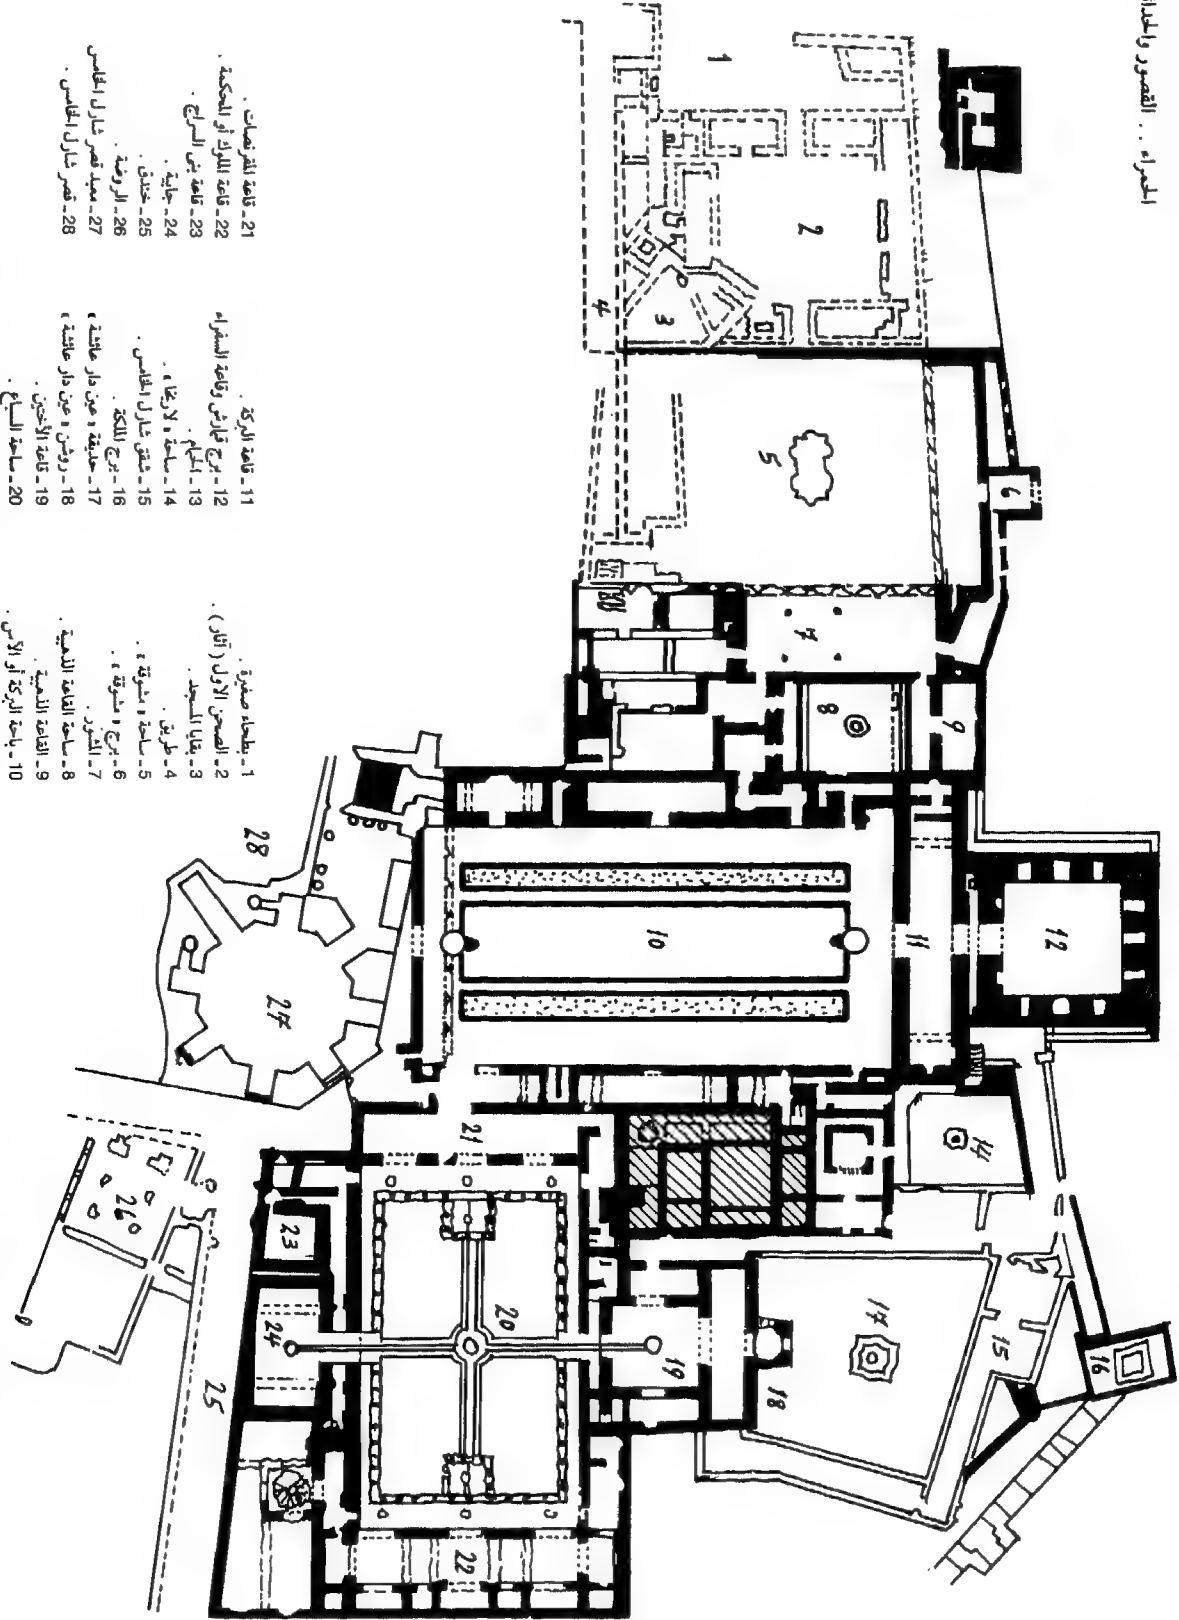 الحمراء .. القصور والحدائق
1 - بطحاء صغيرة .
2 - الصحن الاول ( آثار ) .
3 - بقايا المسجد .
4 - طريق .
5 - ساحة « مشوقة » .
6 - برج « مشوقة » .
7 - المشور .
8 - ساحة القاعة الذهبية .
9 - القاعة الذهبية .
10 - باحة البركة أو الآس .
11 - قاعة البركة .
12 - برج قمارش وقاعة السفراء
13 - الحمام .
14 - ساحة « لاريخا » .
15 - شقق شارل الخامس .
16 - برج الملكة .
17 - حديقة « عين دار عائشة »
18 - روشن « عين دار عائشة »
19 - قاعة الأختين .
20 - ساحة السباع .
21 - قاعة المقرنصات .
22 - قاعة الملوك أو المحكمة .
23 - قاعة بني السراج .
24 - جابية .
25 - خندق .
26 - الروضة .
27 - معبد قصر شارل الخامس
28 - قصر شارل الخامس .
1
2
3
4
5
6
7
8
9
10
11
12
14
15
16
17
18
19
20
21
22
23
24
25
26
27
28